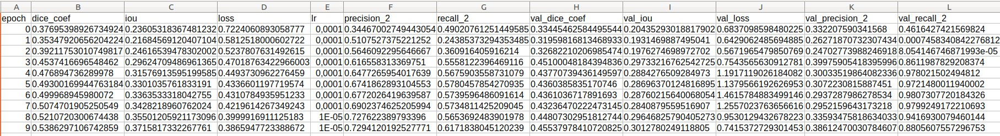 A B C D E F G H I J K L
epoch dice_coef iou loss lr precision_2 recall_2 val_dice_coef val_iou val_loss val_precision_2 val_recall_2
0 0.376953989267349​24 0.23605318367481232 0.72240608930587​77 0,0001 0.34467002749443054 0.49020761251449585 0.33445462584495544 0.20435293018817902 0.68370985984802​25 0.332207590341568 0.4616427421569824
1 0.35347920656204224 0.21684569120407104 0.5812518000602722 0,0001 0.5107527375221252 0.24385373294353485 0.31959816813468933 0.1931469887495041 0.6429062485694885 0.26271870732307434 0.0007458340842276812
2 0.39211753010749817 0.24616539478302002 0.5237807631492615 0,0001 0.5646092295646667 0.360916405916214 0.32682210206985474 0.1976274698972702 0.5671965479850769 0.24702773988246918 8.054146746871993e-05
3 0.4537416696548462 0.29624709486961365 0.47018763422966003 0,0001 0.616558313369751 0.5558122396469116 0.45100048184394836 0.29733216762542725 0.7543565630912781 0.39975905418395996 0.8611987829208374
4 0.476894736289978 0.31576913595199585 0.4493730962276459 0,0001 0.6477265954017639 0.5675903558731079 0.43770739436149597 0.2884276509284973 1.1917119026184082 0.30033519864082336 0.978021502494812
5 0.49300169944763184 0.3301035761833191 0.4336601197719574 0,0001 0.6741862893104553 0.5780457854270935 0.4360385835170746 0.28696370124816895 1.1379566192626953 0.3072230815887451 0.9721480011940002
6 0.499968945980072 0.3363533318042755 0.4310784935951233 0,0001 0.6772026419639587 0.5739596486091614 0.4361036717891693 0.28760215640068054 1.4615784883499146 0.2937287986278534 0.9807307720184326
7 0.5074701905250549 0.3428218960762024 0.4219614267349243 0,0001 0.6902374625205994 0.5734811425209045 0.43236470222473145 0.2840879559516907 1.2557023763656616 0.2952159643173218 0.9799249172210693
8 0.5210720300674438 0.35501205921173096 0.3999916911125183 1E-05 0.727622389793396 0.5653692483901978 0.44807302951812744 0.29646825790405273 0.9530129432678223 0.33593475818634033 0.9416930079460144
9 0.5386297106742859 0.3715817332267761 0.3865947723388672 1E-05 0.7294120192527771 0.6171838045120239 0.45537978410720825 0.3012780249118805 0.7415372729301453 0.38612470030784607 0.8805607557296753